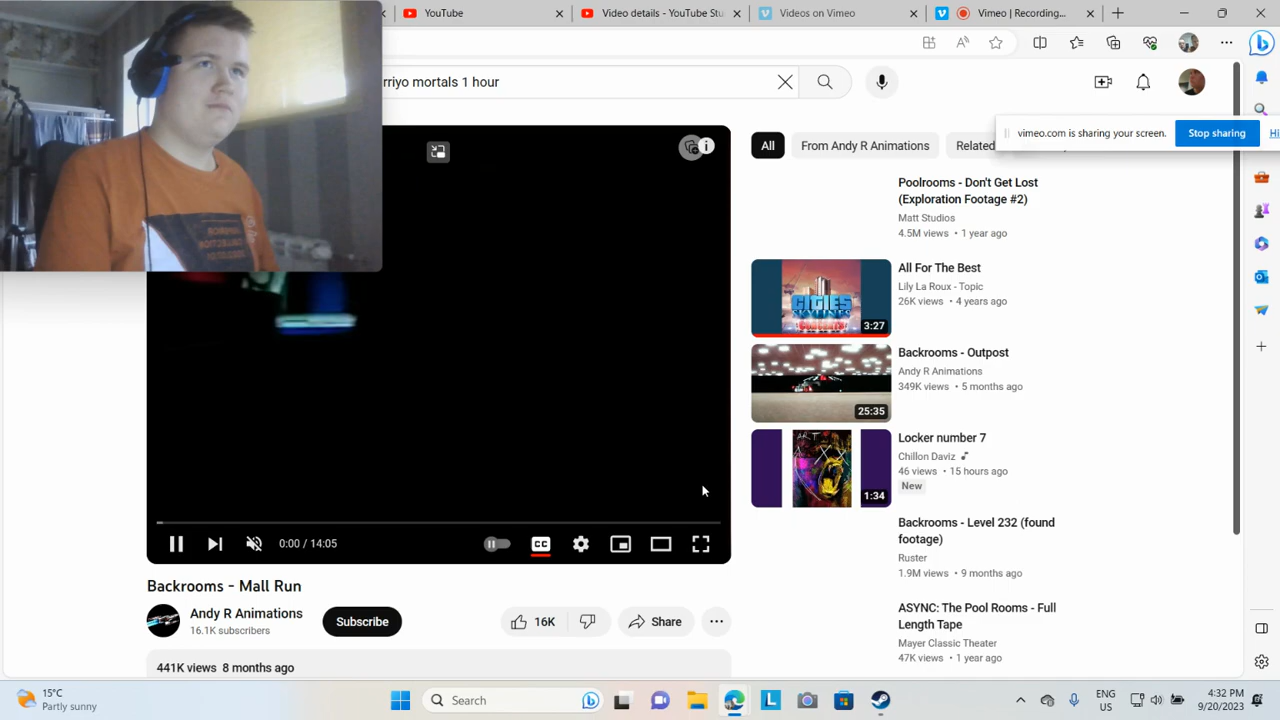 YouTube
Video details - YouTube Stu
Videos on Vimeo
Vimeo | Recording...
rriyo mortals 1 hour
vimeo.com is sharing your screen.
Stop sharing
Hi
All
From Andy R Animations
Related
Poolrooms - Don't Get Lost
(Exploration Footage #2)
Matt Studios
4.5M views • 1 year ago
CITIES
SKYLINES
3:27
All For The Best
Lily La Roux - Topic
26K views • 4 years ago
25:35
Backrooms - Outpost
Andy R Animations
349K views • 5 months ago
1:34
Locker number 7
Chillon Daviz
46 views • 15 hours ago
New
Backrooms - Level 232 (found
footage)
Ruster
1.9M views • 9 months ago
ASYNC: The Pool Rooms - Full
Length Tape
Mayer Classic Theater
47K views • 1 year ago
0:00 / 14:05
CC
Backrooms - Mall Run
Andy R Animations
16.1K subscribers
Subscribe
16K
Share
441K views 8 months ago
15°C
Partly sunny
Search
ENG
US
4:32 PM
9/20/2023